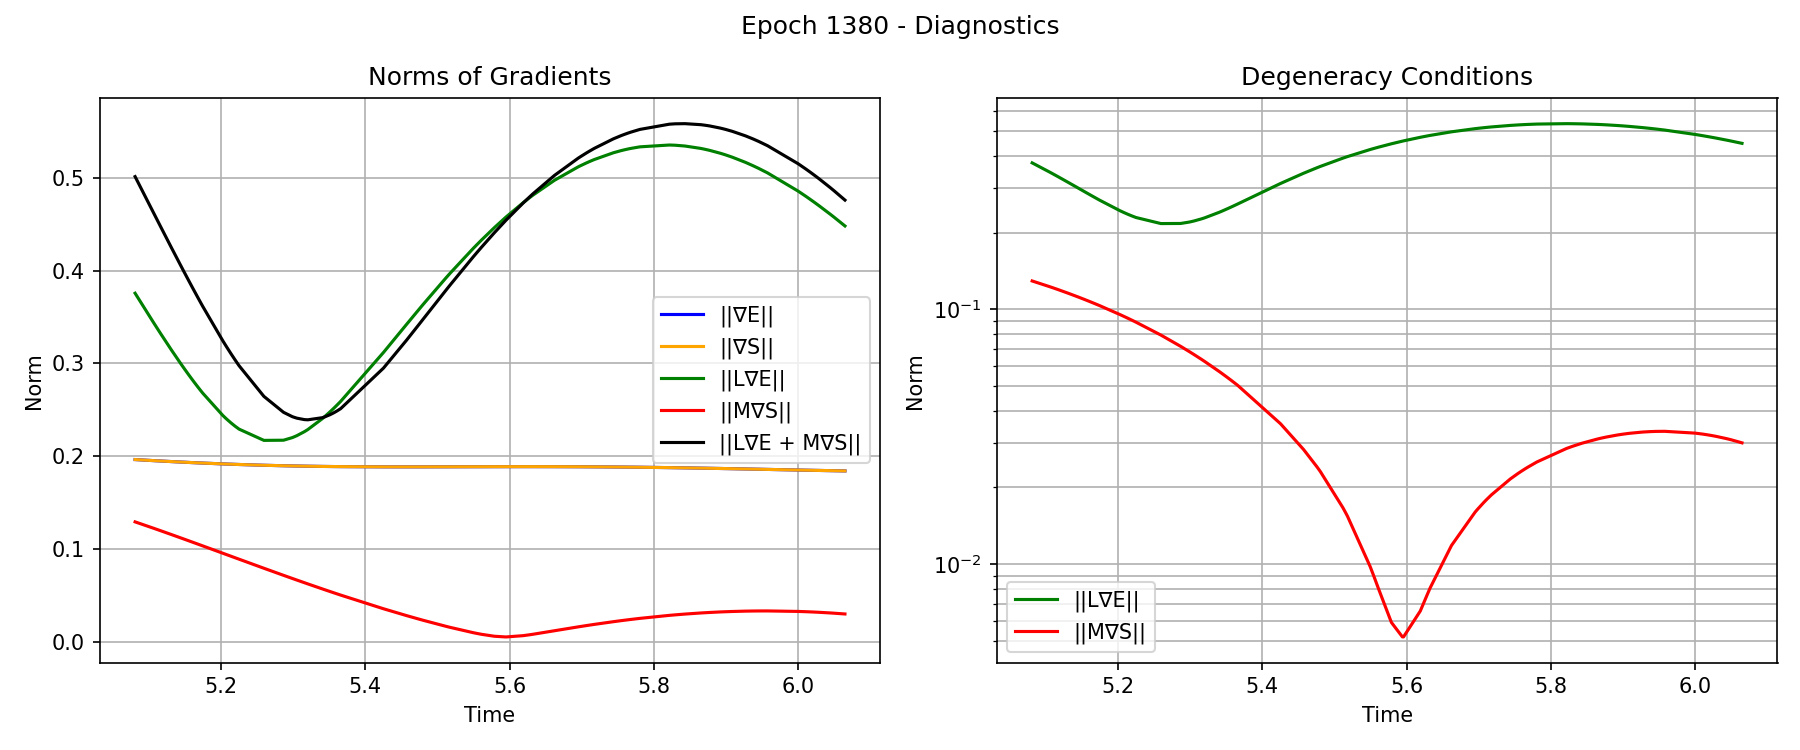 Epoch 1380 - Diagnostics
Norms of Gradients
Norm
0.5
0.4
0.3
0.2
0.1
0.0
5.2 5.4 5.6 5.8 6.0
Time
||∇E||
||∇S||
||L∇E||
||M∇S||
||L∇E + M∇S||
Degeneracy Conditions
Norm
10⁻¹
10⁻²
5.2 5.4 5.6 5.8 6.0
Time
||L∇E||
||M∇S||